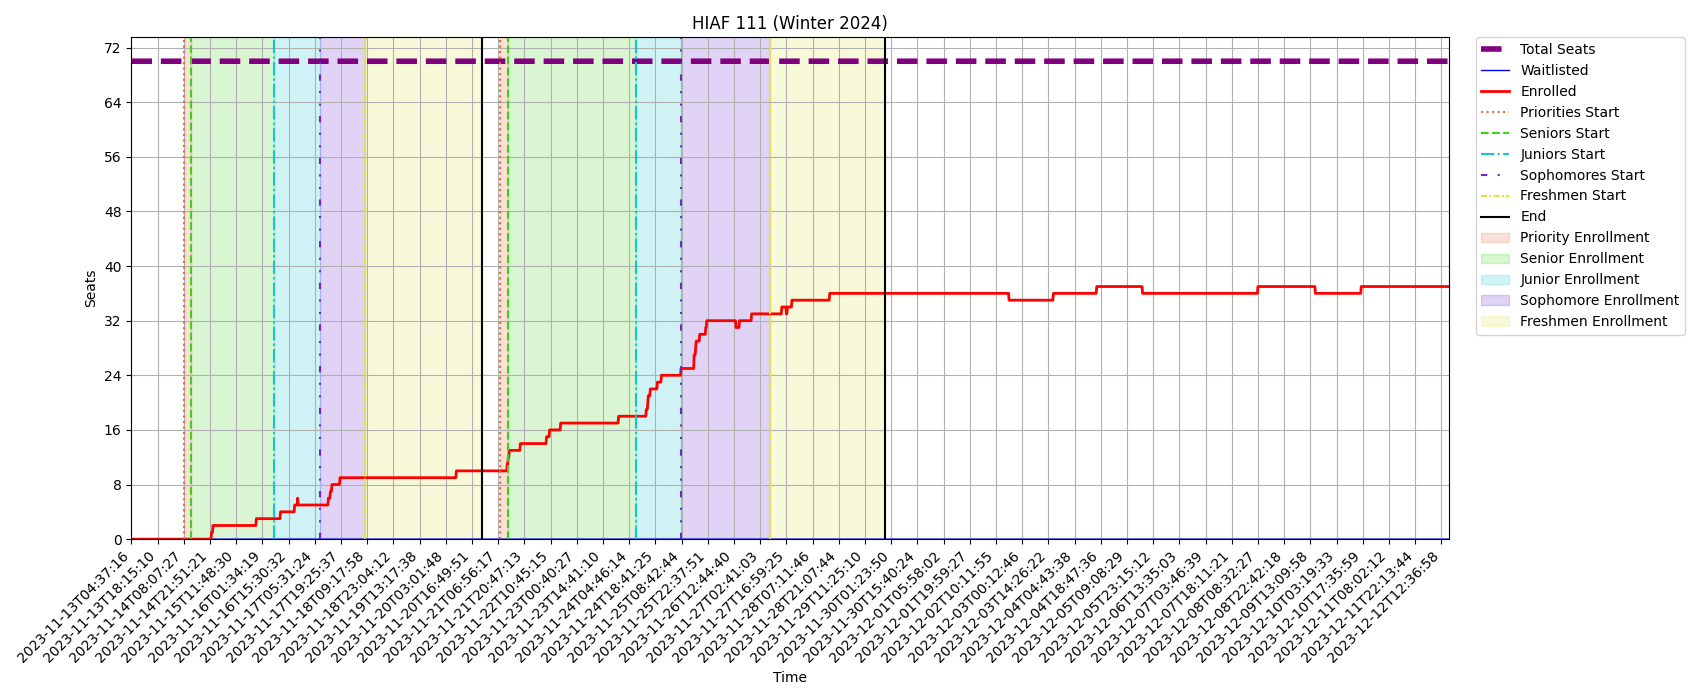 HIAF 111 (Winter 2024)
72
64
56
48
40
32
24
16
8
0
Seats
2023-11-13T04:37:16
2023-11-13T18:15:10
2023-11-14T08:07:27
2023-11-14T21:51:21
2023-11-15T11:48:30
2023-11-16T01:34:19
2023-11-16T15:30:32
2023-11-17T05:31:24
2023-11-17T19:25:37
2023-11-18T09:17:58
2023-11-18T23:04:12
2023-11-19T13:17:38
2023-11-20T03:01:48
2023-11-20T16:49:51
2023-11-21T06:56:17
2023-11-21T20:47:13
2023-11-22T10:45:15
2023-11-23T00:40:27
2023-11-23T14:41:10
2023-11-24T04:46:14
2023-11-24T18:41:25
2023-11-25T08:42:44
2023-11-25T22:37:51
2023-11-26T12:44:40
2023-11-27T02:41:03
2023-11-27T16:59:25
2023-11-28T07:11:46
2023-11-28T21:07:44
2023-11-29T11:25:10
2023-11-30T01:23:50
2023-11-30T15:40:24
2023-12-01T05:58:02
2023-12-01T19:59:27
2023-12-02T10:11:55
2023-12-03T00:12:46
2023-12-03T14:26:22
2023-12-04T04:43:38
2023-12-04T18:47:36
2023-12-05T09:08:29
2023-12-05T23:15:12
2023-12-06T13:35:03
2023-12-07T03:46:39
2023-12-07T18:11:21
2023-12-08T08:32:27
2023-12-08T22:42:18
2023-12-09T13:09:58
2023-12-10T03:19:33
2023-12-10T17:35:59
2023-12-11T08:02:12
2023-12-11T22:13:44
2023-12-12T12:36:58
Time
Total Seats
Waitlisted
Enrolled
Priorities Start
Seniors Start
Juniors Start
Sophomores Start
Freshmen Start
End
Priority Enrollment
Senior Enrollment
Junior Enrollment
Sophomore Enrollment
Freshmen Enrollment